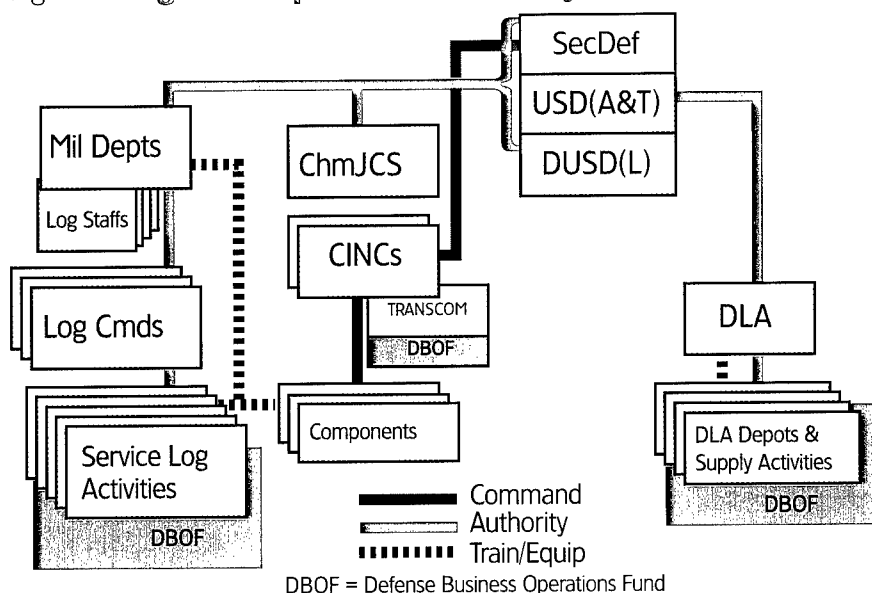 SecDef
USD(A&T)
DUSD(L)
Mil Depts
ChmJCS
Log Staffs
CINCs
TRANSCOM
DBOF
Log Cmds
DLA
Components
Service Log
Activities
DBOF
DLA Depots &
Supply Activities
DBOF
Command
Authority
Train/Equip
DBOF = Defense Business Operations Fund